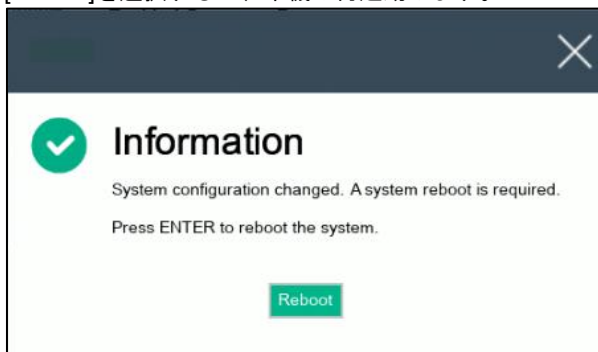 Information
System configuration changed. A system reboot is required.
Press ENTER to reboot the system.
Reboot